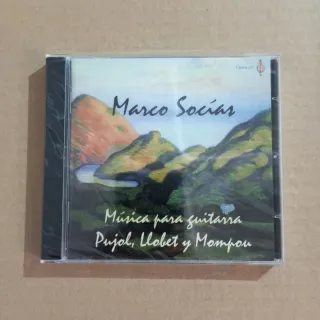 Marco Socías
Música para guitarra
Pujol, Llobet y Mompou